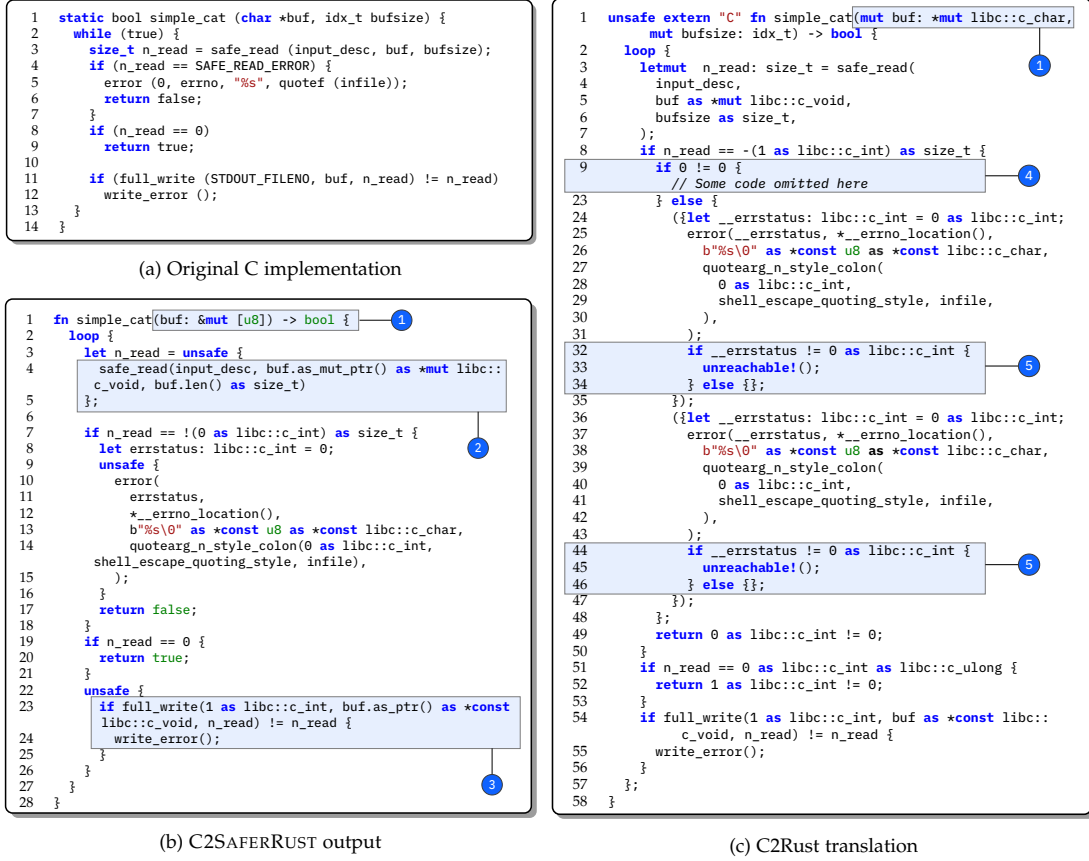 1 static bool simple_cat (char *buf, idx_t bufsize) {
2 while (true) {
3 size_t n_read = safe_read (input_desc, buf, bufsize);
4 if (n_read == SAFE_READ_ERROR) {
5 error (0, errno, "%s", quotef (infile));
6 return false;
7 }
8 if (n_read == 0)
9 return true;
10
11 if (full_write (STDOUT_FILENO, buf, n_read) != n_read)
12 write_error ();
13 }
14 }
(a) Original C implementation
1 fn simple_cat(buf: &mut [u8]) -> bool {
1
2 loop {
3 let n_read = unsafe {
4 safe_read(input_desc, buf.as_mut_ptr() as *mut libc::
c_void, buf.len() as size_t)
5 };
6
2
7 if n_read == !(0 as libc::c_int) as size_t {
8 let errstatus: libc::c_int = 0;
9 unsafe {
10 error(
11 errstatus,
12 *__errno_location(),
13 b"%s\0" as *const u8 as *const libc::c_char,
14 quotearg_n_style_colon(0 as libc::c_int,
shell_escape_quoting_style, infile),
15 );
16 }
17 return false;
18 }
19 if n_read == 0 {
20 return true;
21 }
22 unsafe {
23 if full_write(1 as libc::c_int, buf.as_ptr() as *const
libc::c_void, n_read) != n_read {
24 write_error();
25 }
26 }
3
27 }
28 }
(b) C2SAFERRUST output
1 unsafe extern "C" fn simple_cat(mut buf: *mut libc::c_char,
mut bufsize: idx_t) -> bool {
1
2 loop {
3 letmut n_read: size_t = safe_read(
4 input_desc,
5 buf as *mut libc::c_void,
6 bufsize as size_t,
7 );
8 if n_read == -(1 as libc::c_int) as size_t {
9 if 0 != 0 {
// Some code omitted here
4
23 } else {
24 ({let __errstatus: libc::c_int = 0 as libc::c_int;
25 error(__errstatus, *__errno_location(),
26 b"%s\0" as *const u8 as *const libc::c_char,
27 quotearg_n_style_colon(
28 0 as libc::c_int,
29 shell_escape_quoting_style, infile,
30 ),
31 );
32 if __errstatus != 0 as libc::c_int {
33 unreachable!();
34 } else {};
5
35 });
36 ({let __errstatus: libc::c_int = 0 as libc::c_int;
37 error(__errstatus, *__errno_location(),
38 b"%s\0" as *const u8 as *const libc::c_char,
39 quotearg_n_style_colon(
40 0 as libc::c_int,
41 shell_escape_quoting_style, infile,
42 ),
43 );
44 if __errstatus != 0 as libc::c_int {
45 unreachable!();
46 } else {};
5
47 });
48 };
49 return 0 as libc::c_int != 0;
50 }
51 if n_read == 0 as libc::c_int as libc::c_ulong {
52 return 1 as libc::c_int != 0;
53 }
54 if full_write(1 as libc::c_int, buf as *const libc::
c_void, n_read) != n_read {
55 write_error();
56 }
57 };
58 }
(c) C2Rust translation